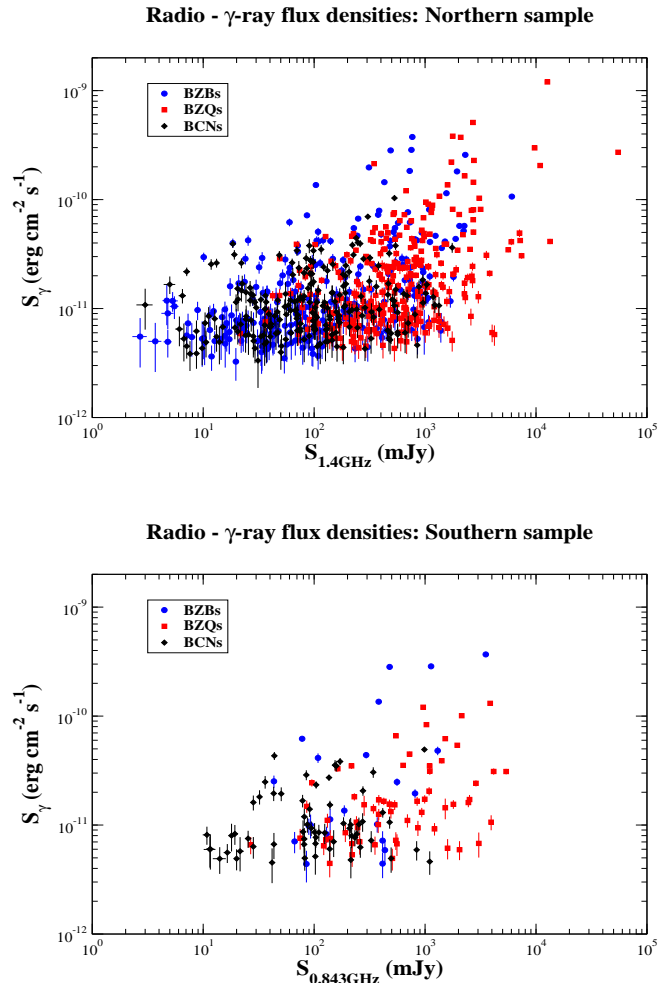 Radio - γ-ray flux densities: Northern sample
10⁻⁹
10⁻¹⁰
10⁻¹¹
10⁻¹²
S_γ (erg cm⁻² s⁻¹)
BZBs
BZQs
BCNs
10⁰ 10¹ 10² 10³ 10⁴ 10⁵
S_1.4GHz (mJy)
Radio - γ-ray flux densities: Southern sample
10⁻⁹
10⁻¹⁰
10⁻¹¹
10⁻¹²
S_γ (erg cm⁻² s⁻¹)
BZBs
BZQs
BCNs
10⁰ 10¹ 10² 10³ 10⁴ 10⁵
S_0.843GHz (mJy)